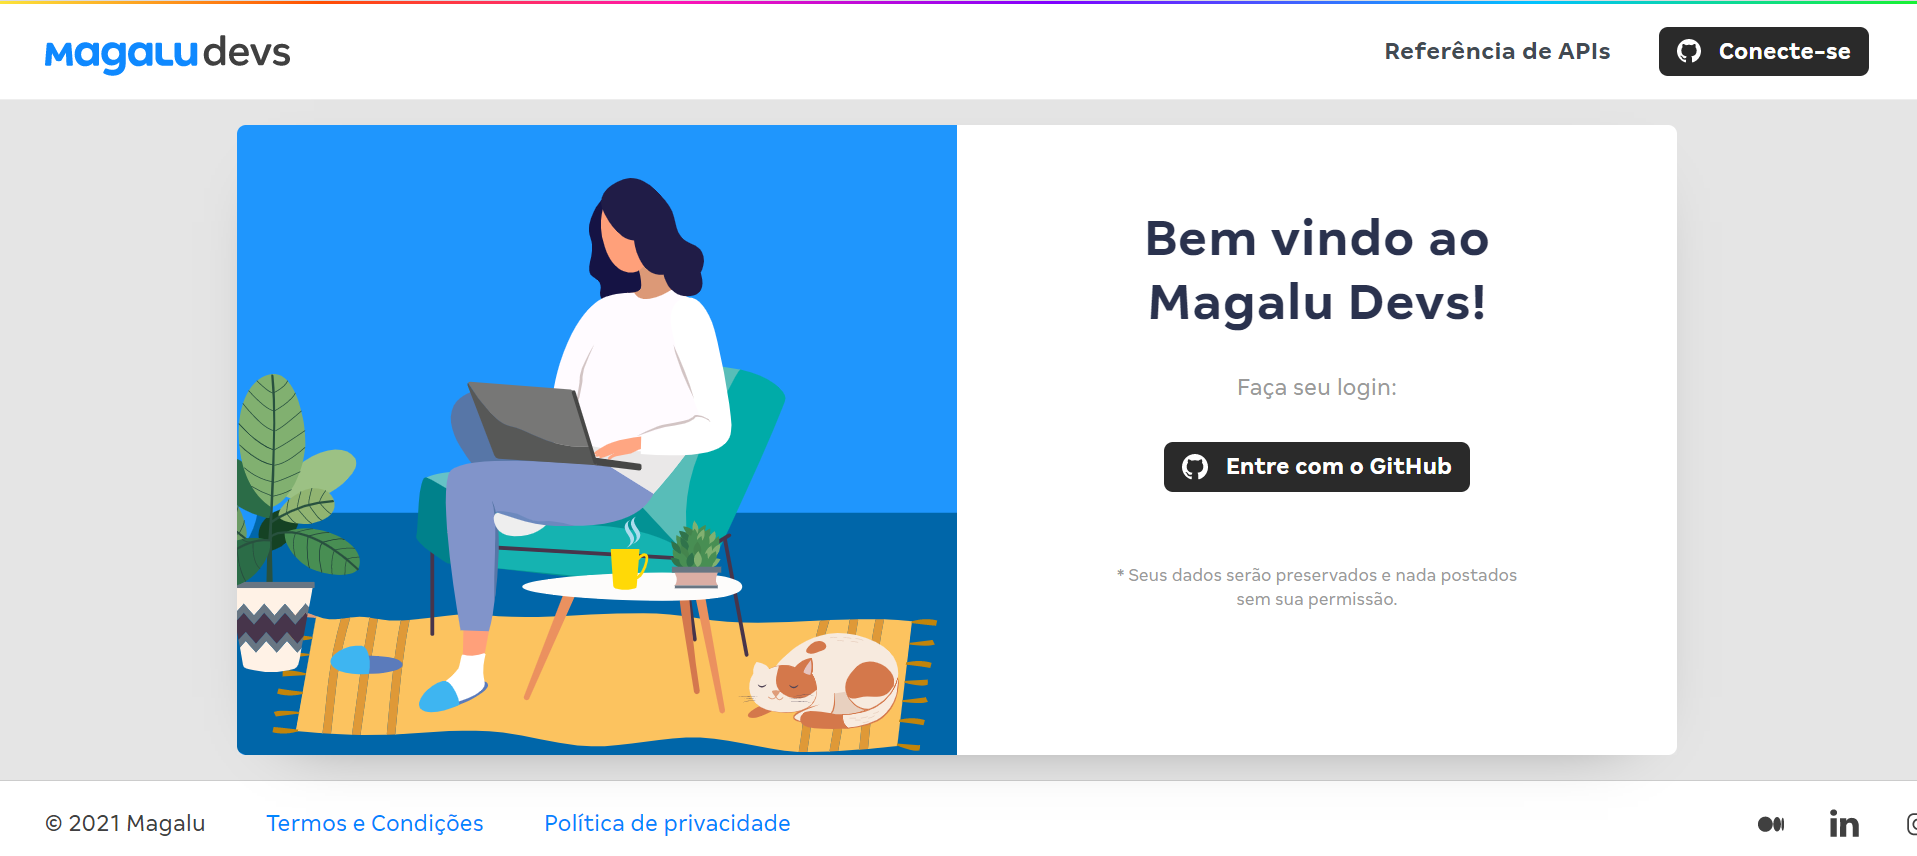 magalu devs
Referência de APIs
Conecte-se
Bem vindo ao
Magalu Devs!
Faça seu login:
Entre com o GitHub
* Seus dados serão preservados e nada postados
sem sua permissão.
© 2021 Magalu
Termos e Condições
Política de privacidade
in